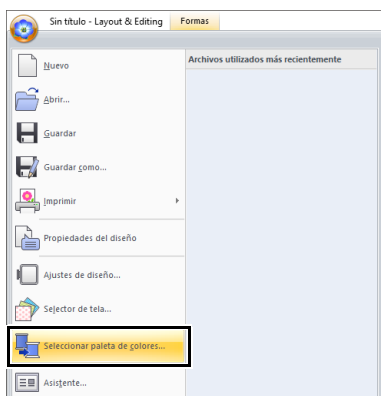 Sin título - Layout & Editing Formas
Archivos utilizados más recientemente
Nuevo
Abrir...
Guardar
Guardar como...
Imprimir
Propiedades del diseño
Ajustes de diseño...
Selector de tela...
Seleccionar paleta de colores...
Asistente...